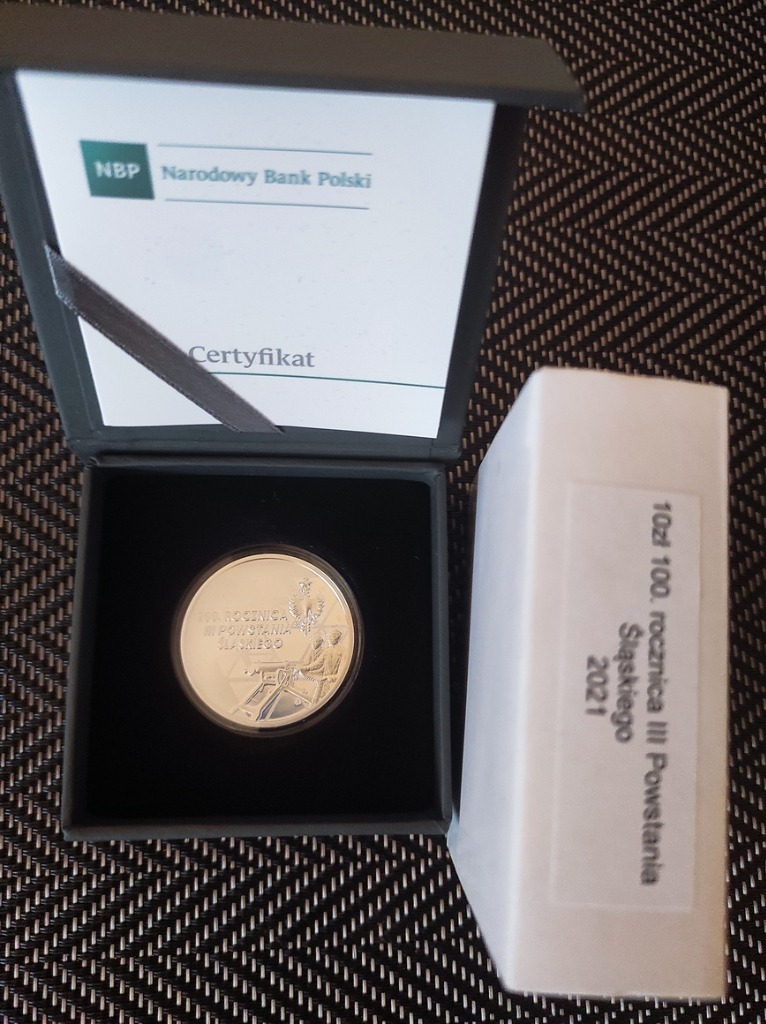 NBP
Narodowy Bank Polski
Certyfikat
100. ROCZNICA
III POWSTANIA
ŚLĄSKIEGO
10zł 100. rocznica III Powstania
Śląskiego
2021